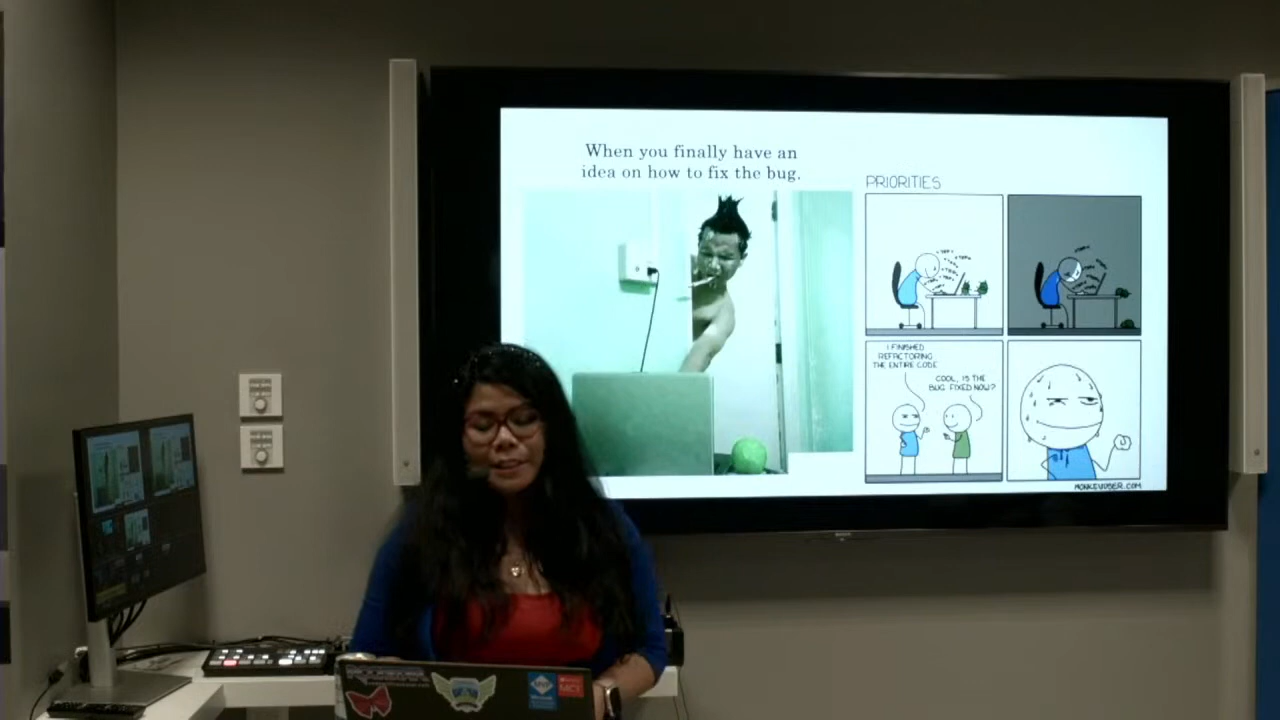 When you finally have an
idea on how to fix the bug.
PRIORITIES
I FINISHED
REFACTORING
THE ENTIRE CODE
COOL, IS THE
BUG FIXED NOW?
MONKEYUSER.COM